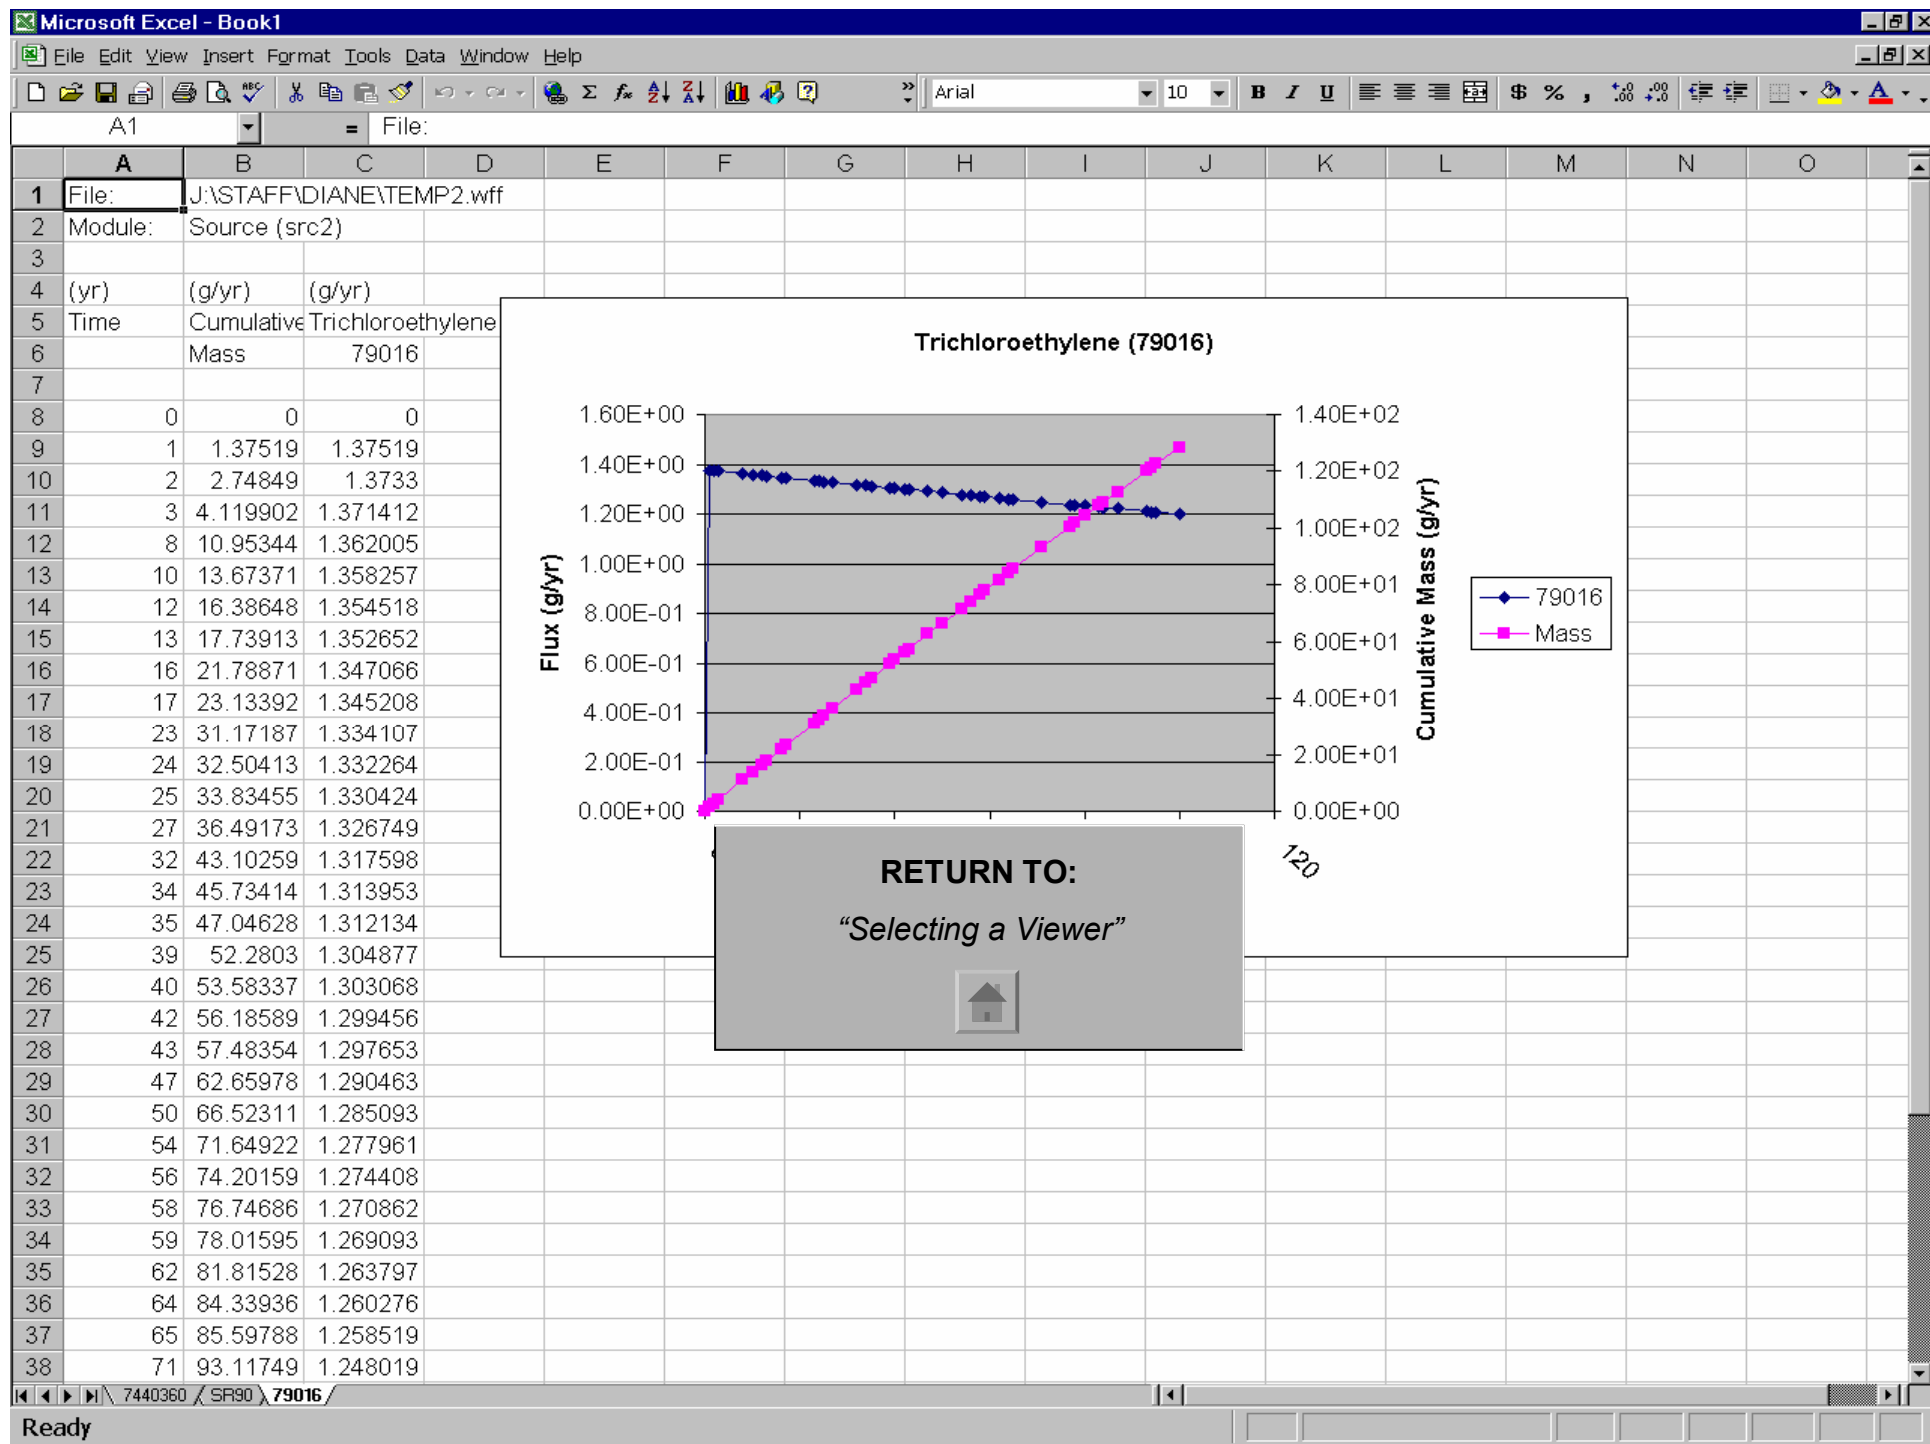 Microsoft Excel - Book1
File Edit View Insert Format Tools Data Window Help
Arial 10 B I U $ % ,
A1 = File:
A B C D E F G H I J K L M N O
1 File: J:\STAFF\DIANE\TEMP2.wff
2 Module: Source (src2)
3
4 (yr) (g/yr) (g/yr)
5 Time Cumulative Trichloroethylene
6 Mass 79016
7
8 0 0 0
9 1 1.37519 1.37519
10 2 2.74849 1.3733
11 3 4.119902 1.371412
12 8 10.95344 1.362005
13 10 13.67371 1.358257
14 12 16.38648 1.354518
15 13 17.73913 1.352652
16 16 21.78871 1.347066
17 17 23.13392 1.345208
18 23 31.17187 1.334107
19 24 32.50413 1.332264
20 25 33.83455 1.330424
21 27 36.49173 1.326749
22 32 43.10259 1.317598
23 34 45.73414 1.313953
24 35 47.04628 1.312134
25 39 52.2803 1.304877
26 40 53.58337 1.303068
27 42 56.18589 1.299456
28 43 57.48354 1.297653
29 47 62.65978 1.290463
30 50 66.52311 1.285093
31 54 71.64922 1.277961
32 56 74.20159 1.274408
33 58 76.74686 1.270862
34 59 78.01595 1.269093
35 62 81.81528 1.263797
36 64 84.33936 1.260276
37 65 85.59788 1.258519
38 71 93.11749 1.248019
Trichloroethylene (79016)
Flux (g/yr)
1.60E+00
1.40E+00
1.20E+00
1.00E+00
8.00E-01
6.00E-01
4.00E-01
2.00E-01
0.00E+00
1.40E+02
1.20E+02
1.00E+02
8.00E+01
6.00E+01
4.00E+01
2.00E+01
0.00E+00
Cumulative Mass (g/yr)
79016
Mass
120
RETURN TO:
“Selecting a Viewer”
7440360 SR90 79016
Ready